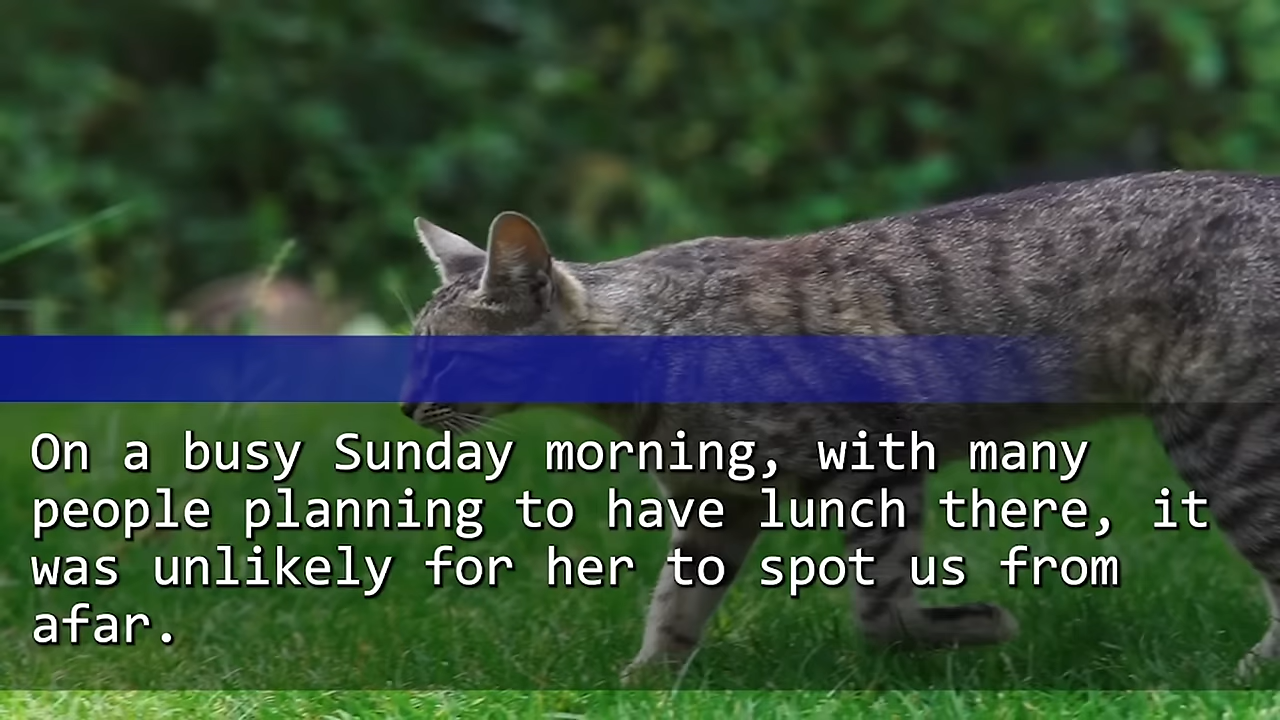 On a busy Sunday morning, with many
people planning to have lunch there, it
was unlikely for her to spot us from
afar.